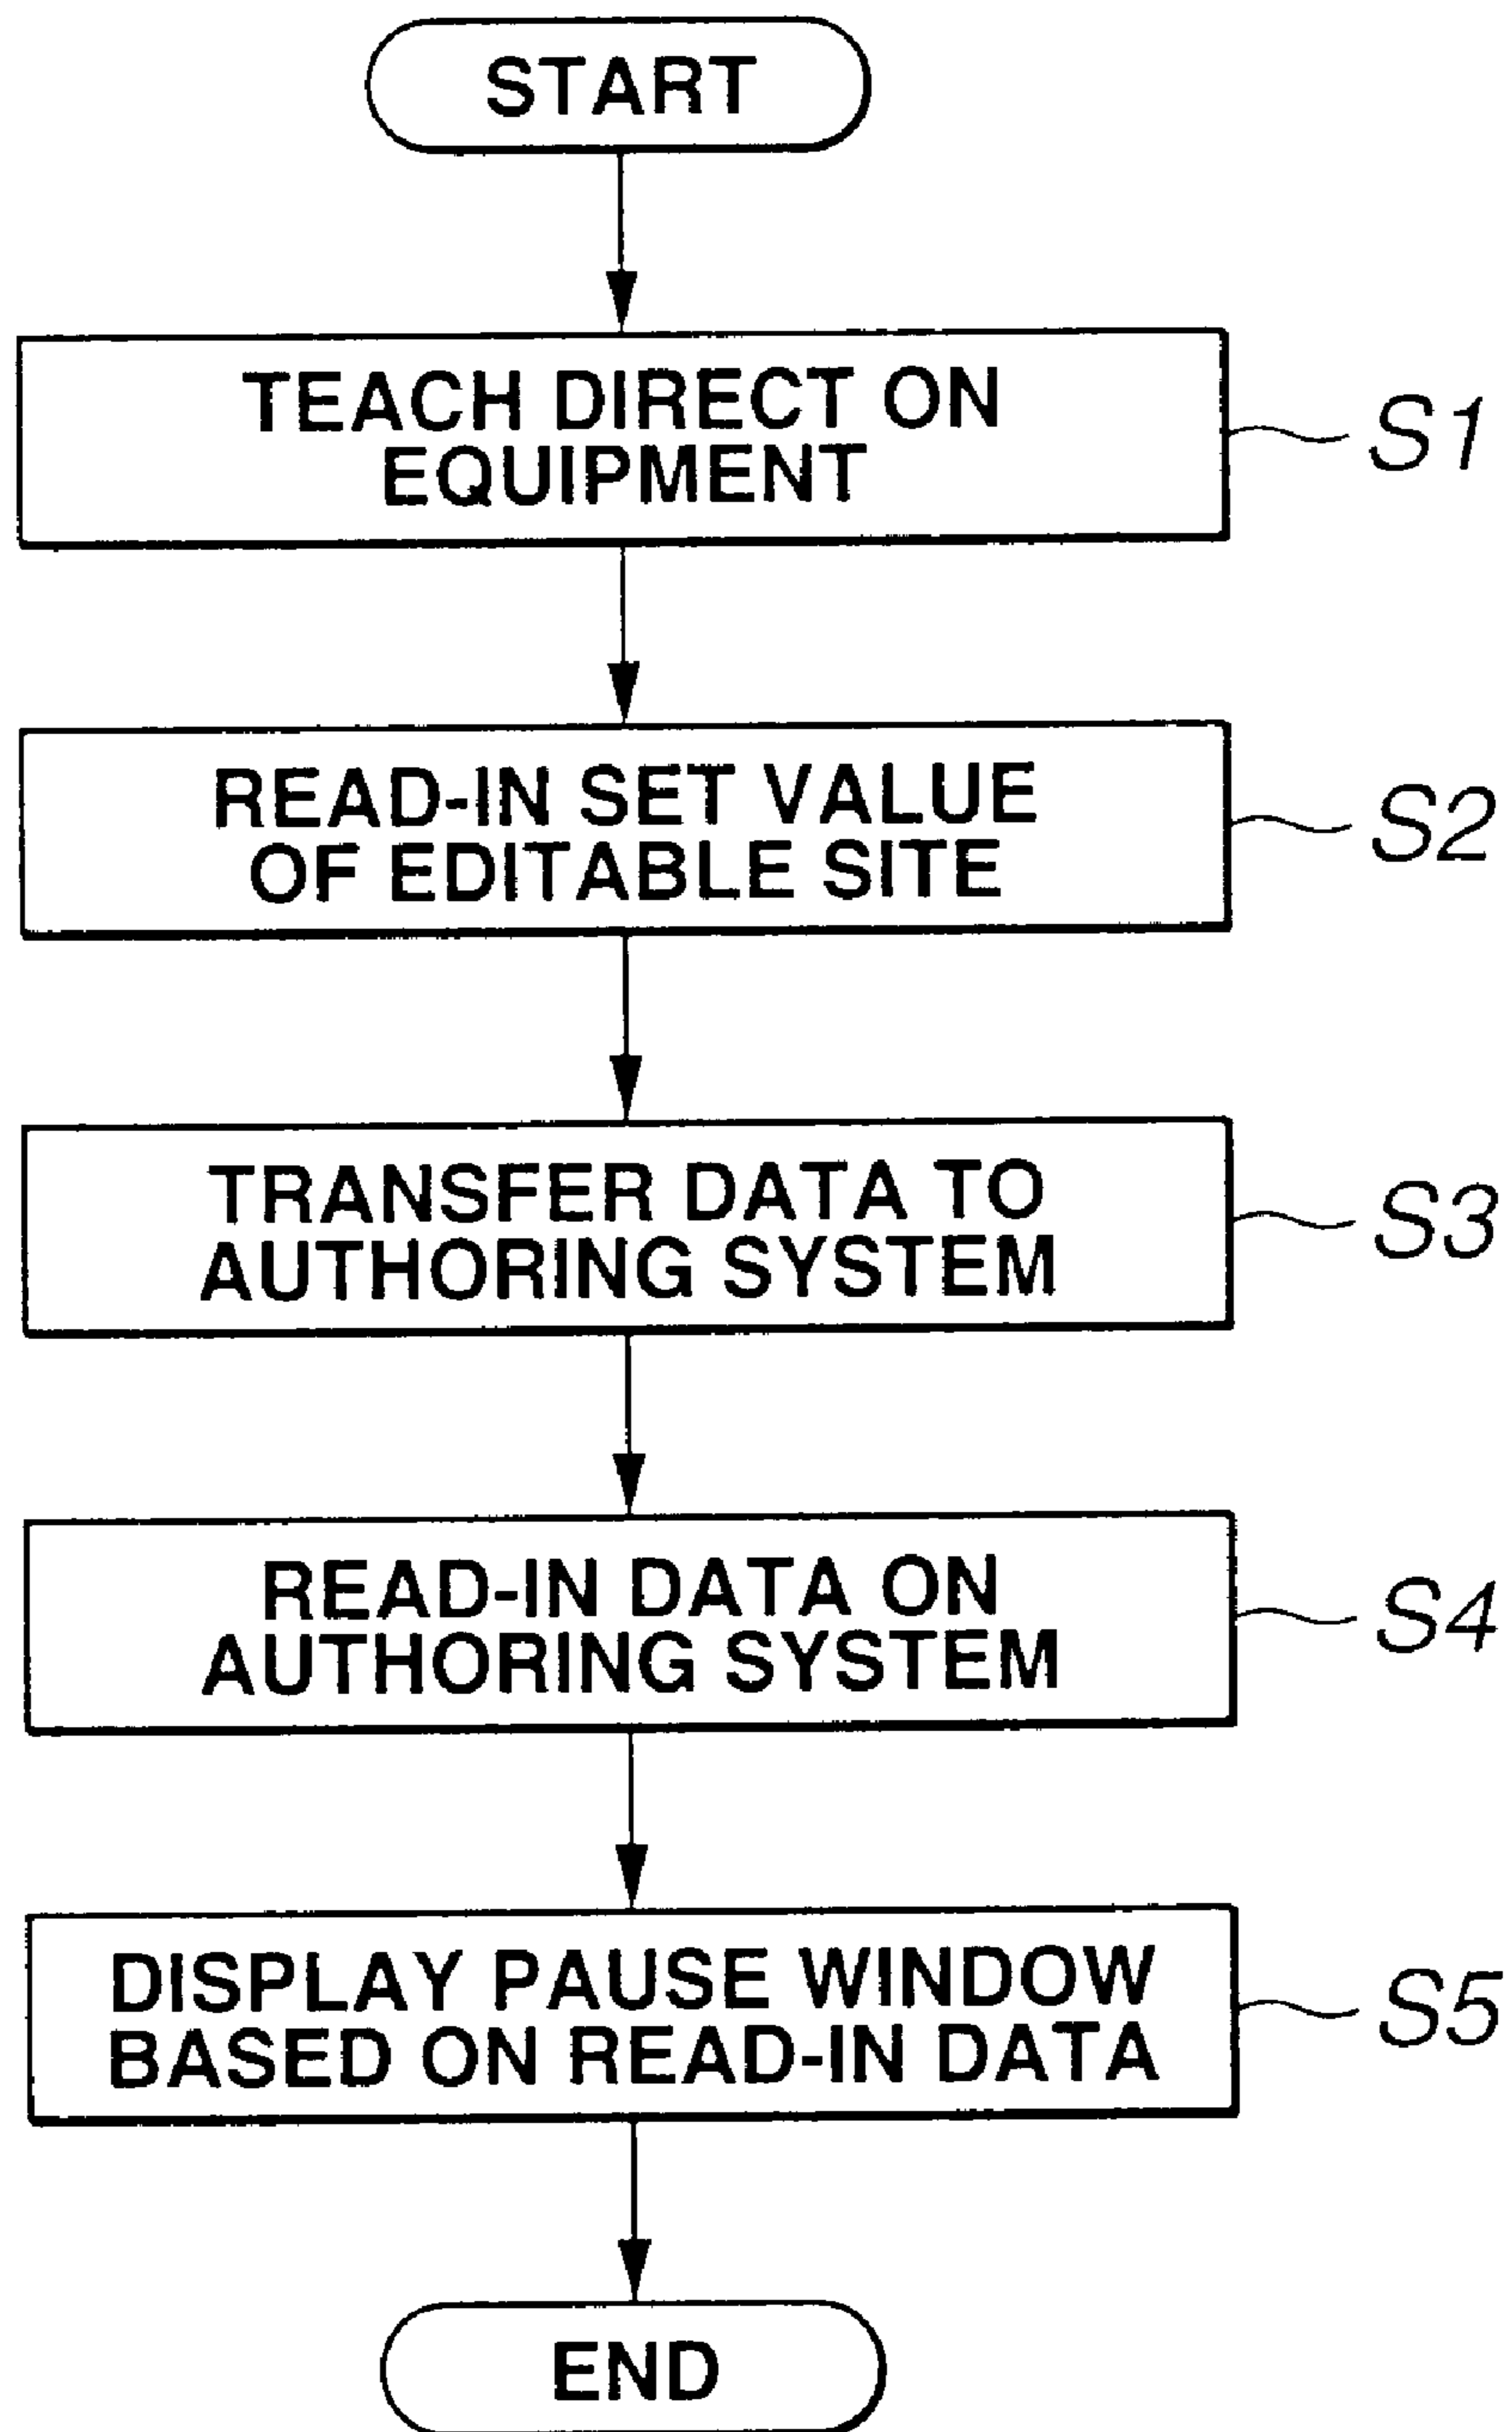 START
TEACH DIRECT ON
EQUIPMENT
S1
READ-IN SET VALUE
OF EDITABLE SITE
S2
TRANSFER DATA TO
AUTHORING SYSTEM
S3
READ-IN DATA ON
AUTHORING SYSTEM
S4
DISPLAY PAUSE WINDOW
BASED ON READ-IN DATA
S5
END